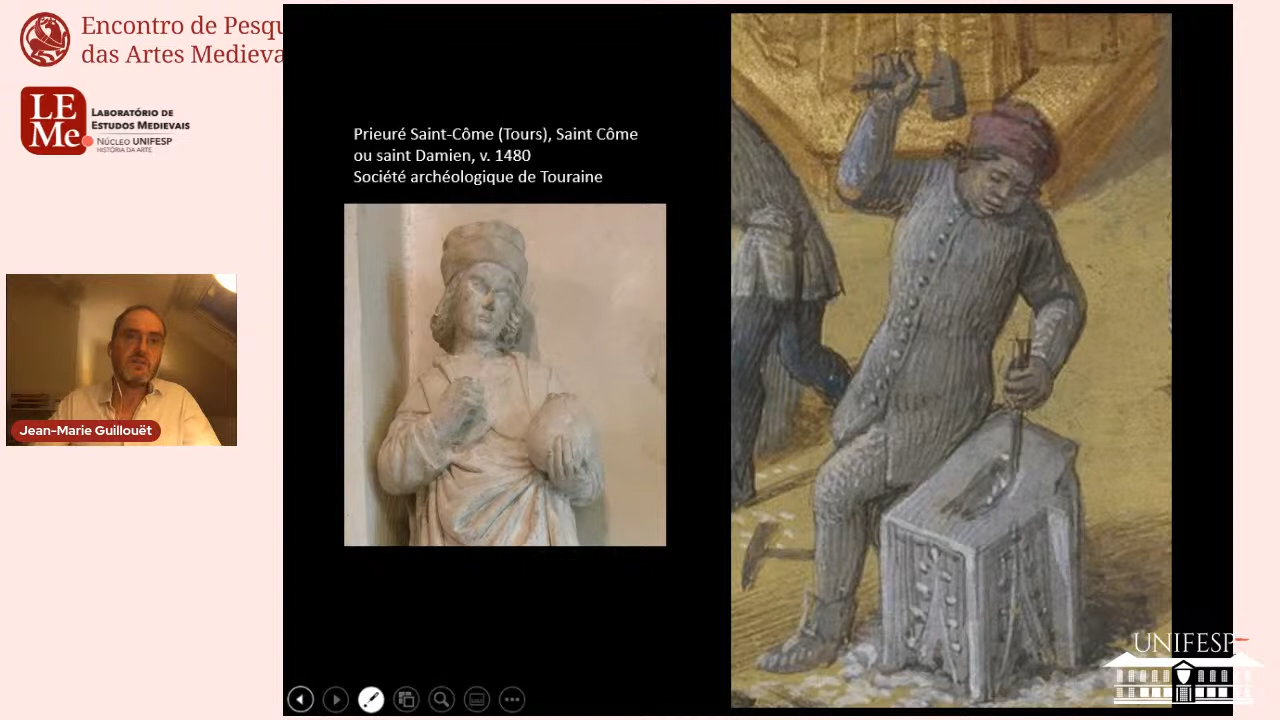 Encontro de Pesqu
das Artes Medieva
LE
Me
LABORATÓRIO DE
ESTUDOS MEDIEVAIS
NÚCLEO UNIFESP
HISTÓRIA DA ARTE
Prieuré Saint-Côme (Tours), Saint Côme
ou saint Damien, v. 1480
Société archéologique de Touraine
Jean-Marie Guillouët
UNIFESP